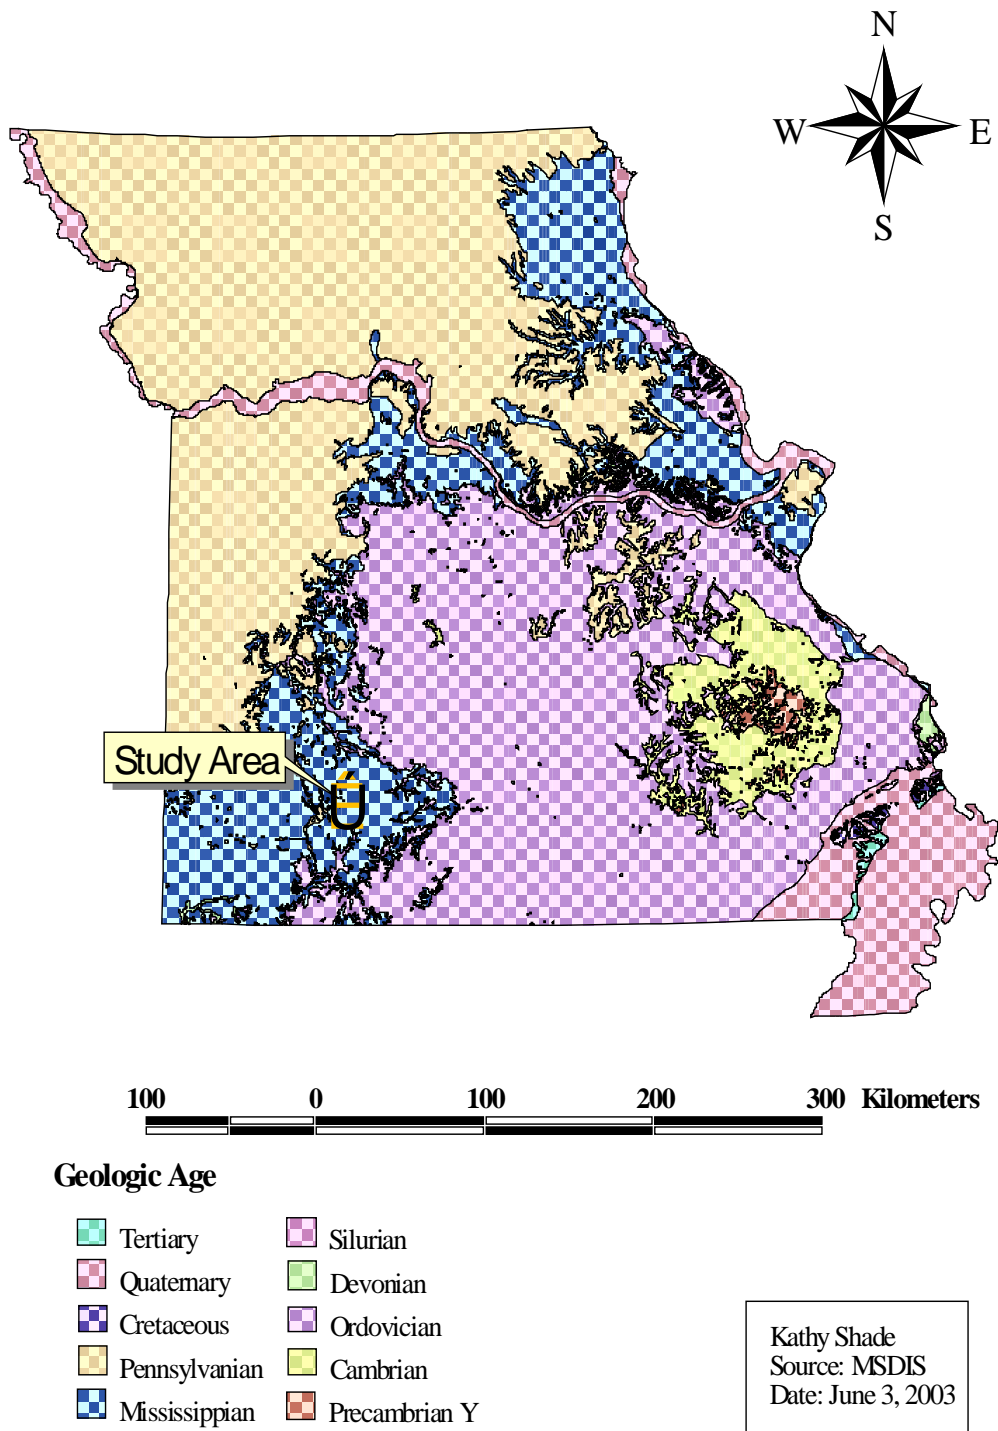 N
W
E
S
Study Area
100 0 100 200 300 Kilometers
Geologic Age
Tertiary
Quaternary
Cretaceous
Pennsylvanian
Mississippian
Silurian
Devonian
Ordovician
Cambrian
Precambrian Y
Kathy Shade
Source: MSDIS
Date: June 3, 2003